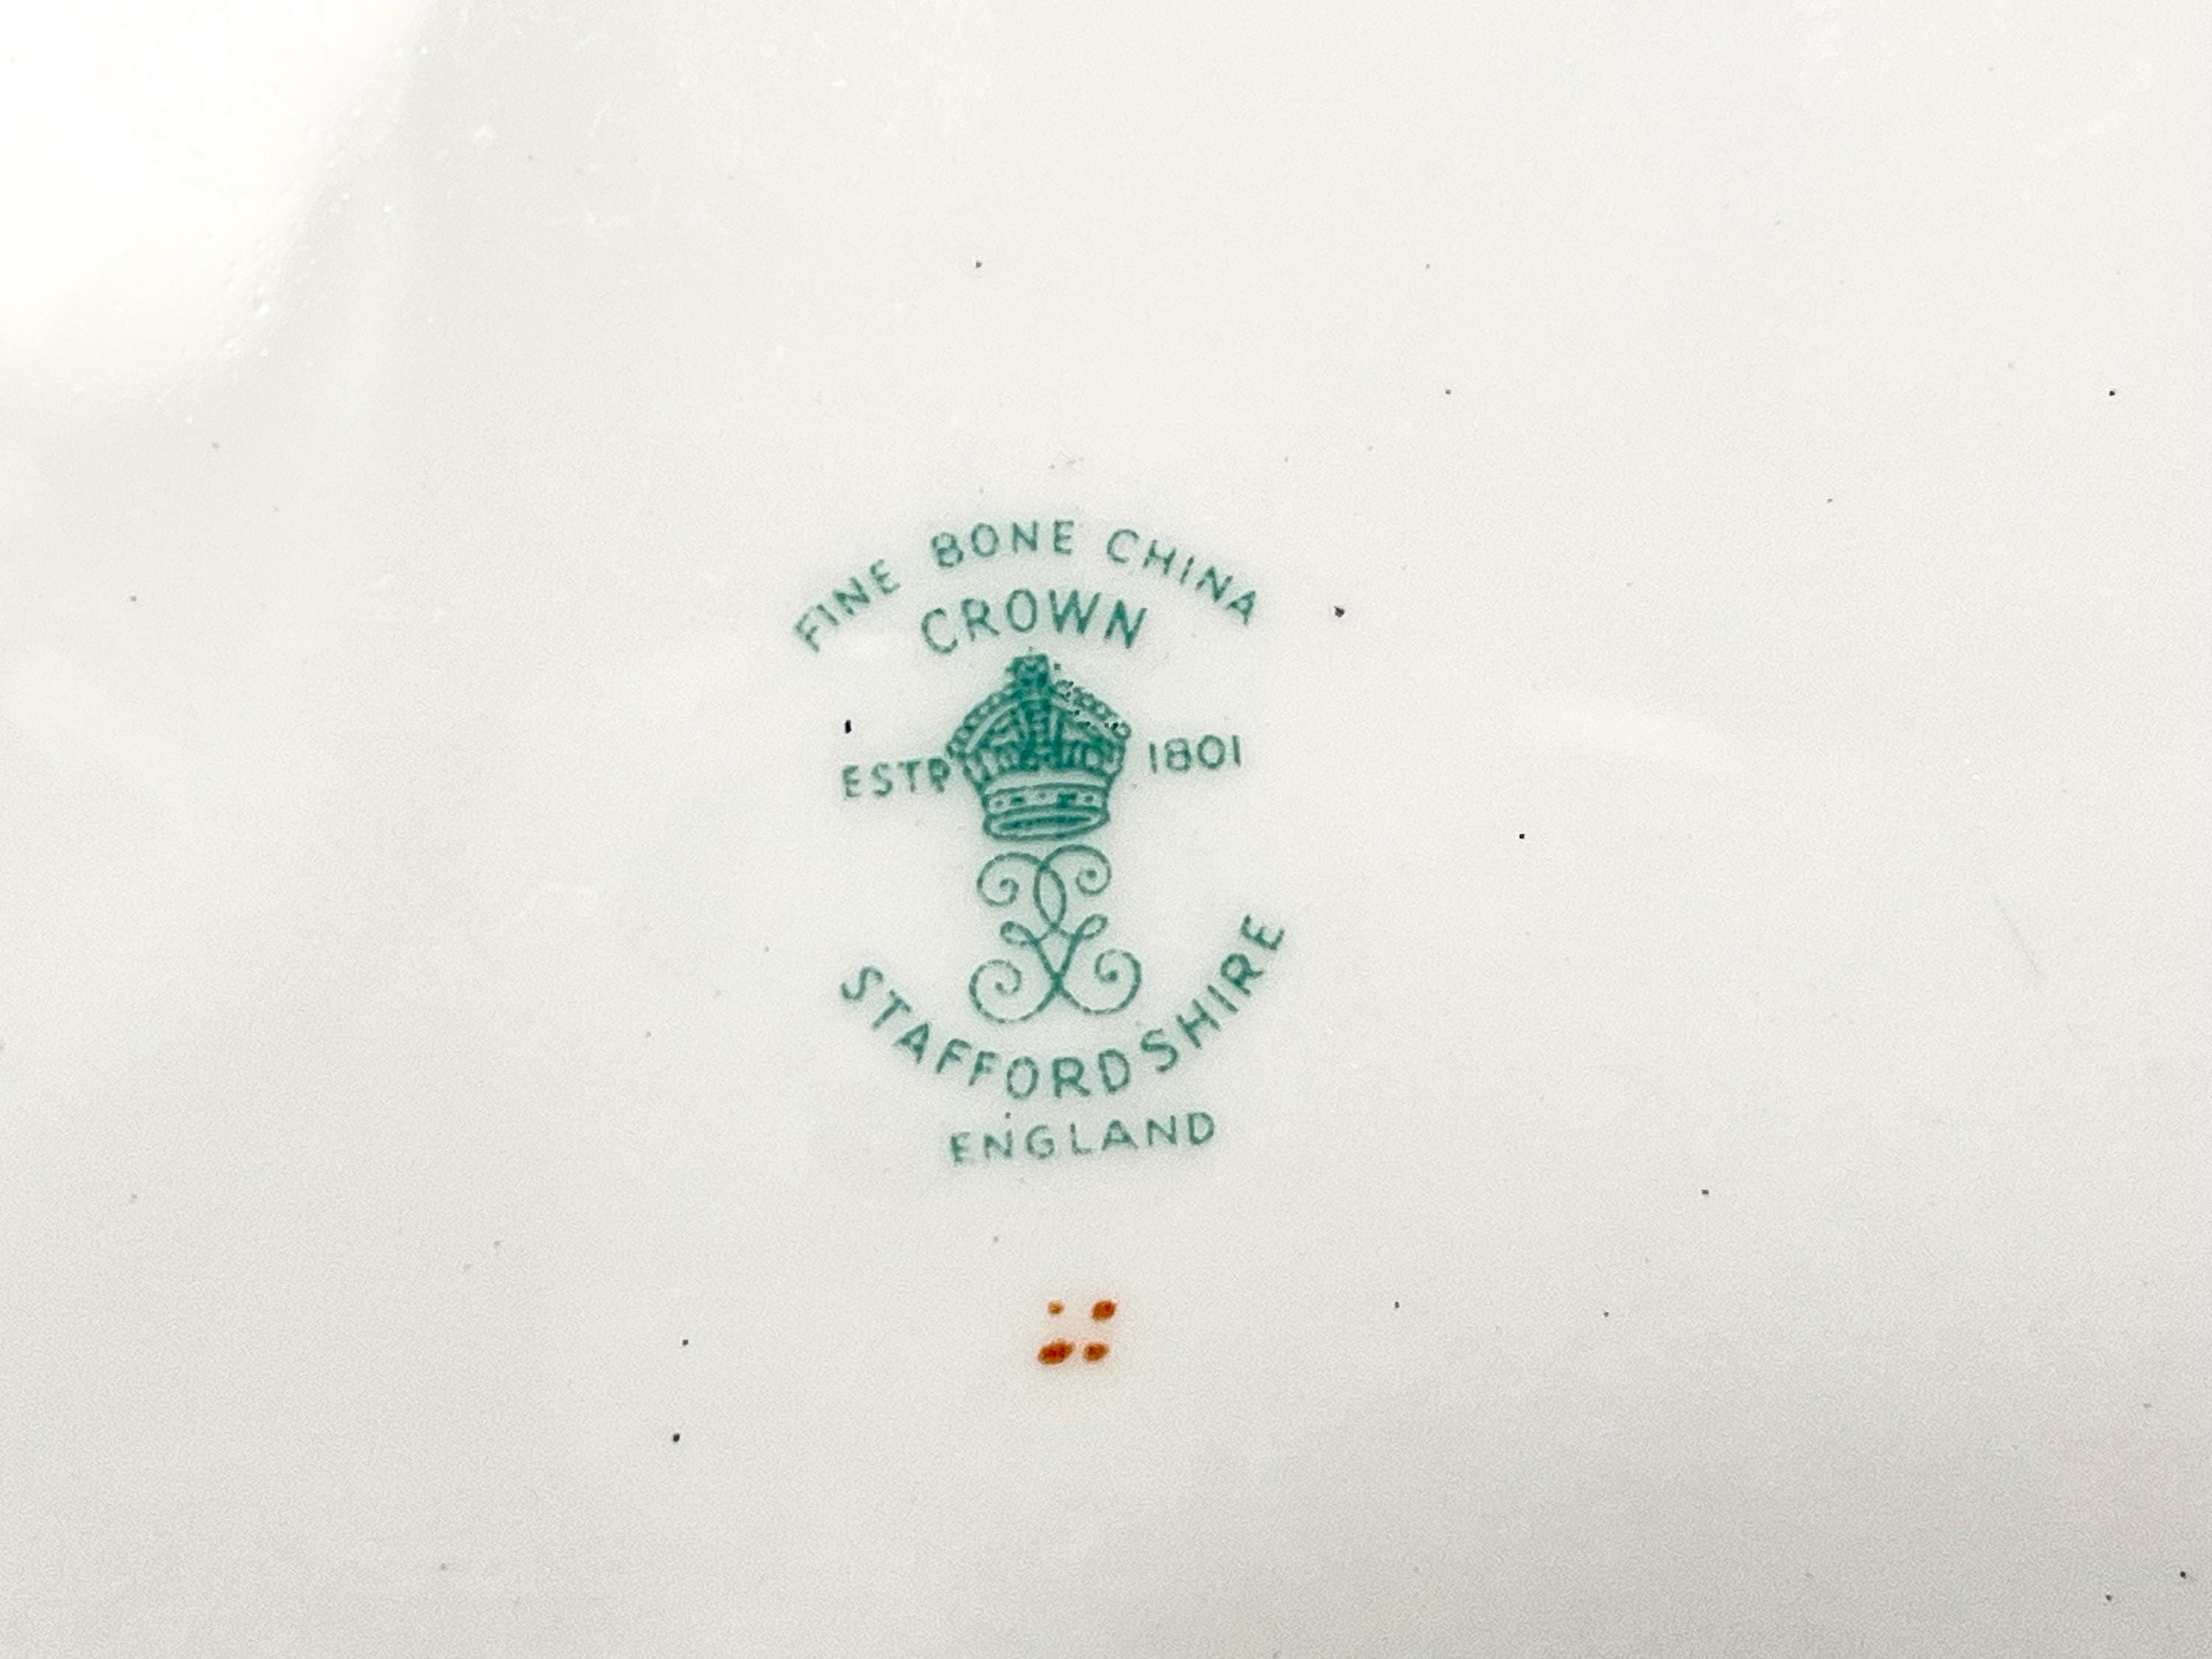 FINE BONE CHINA
CROWN
ESTD 1801
STAFFORDSHIRE
ENGLAND